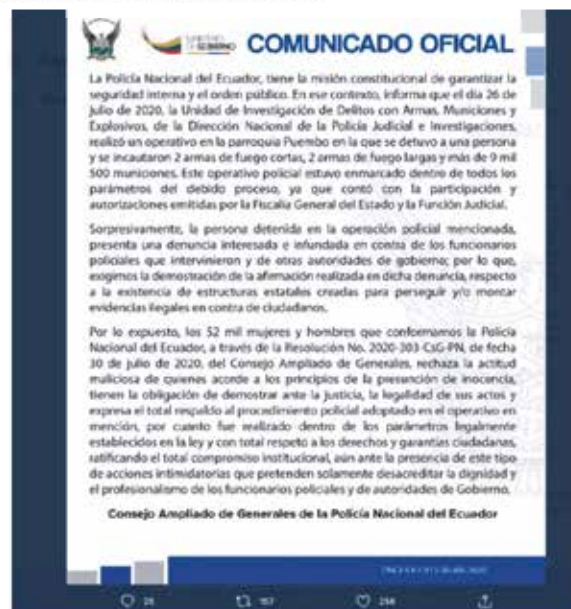 COMUNICADO OFICIAL
La Policía Nacional del Ecuador, tiene la misión constitucional de garantizar la
seguridad interna y el orden público. En ese contexto, informa que el día 26 de
julio de 2020, la Unidad de Investigación de Delitos con Armas, Municiones y
Explosivos, de la Dirección Nacional de la Policía Judicial e Investigaciones,
realizó un operativo en la parroquia Puembo en la que se detuvo a una persona
y se incautaron 2 armas de fuego cortas, 2 armas de fuego largas y más de 9 mil
500 municiones. Este operativo policial estuvo enmarcado dentro de todos los
parámetros del debido proceso, ya que contó con la participación y
autorizaciones emitidas por la Fiscalía General del Estado y la Función Judicial.
Sorpresivamente, la persona detenida en la operación policial mencionada,
presenta una denuncia interesada e infundada en contra de los funcionarios
policiales que intervinieron y de otras autoridades de gobierno; por lo que,
exigimos la demostración de la afirmación realizada en dicha denuncia, respecto
a la existencia de estructuras estatales creadas para perseguir y/o montar
evidencias ilegales en contra de ciudadanos.
Por lo expuesto, los 52 mil mujeres y hombres que conformamos la Policía
Nacional del Ecuador, a través de la Resolución No. 2020-303-CsG-PN, de fecha
30 de julio de 2020, del Consejo Ampliado de Generales, rechaza la actitud
maliciosa de quienes acorde a los principios de la presunción de inocencia,
tienen la obligación de demostrar ante la justicia, la legalidad de sus actos y
expresa el total respaldo al procedimiento policial adoptado en el operativo en
mención, por cuanto fue realizado dentro de los parámetros legalmente
establecidos en la ley y con total respeto a los derechos y garantías ciudadanas,
ratificando el total compromiso institucional, aún ante la presencia de este tipo
de acciones intimidatorias que pretenden solamente desacreditar la dignidad y
el profesionalismo de los funcionarios policiales y de autoridades de Gobierno.
Consejo Ampliado de Generales de la Policía Nacional del Ecuador